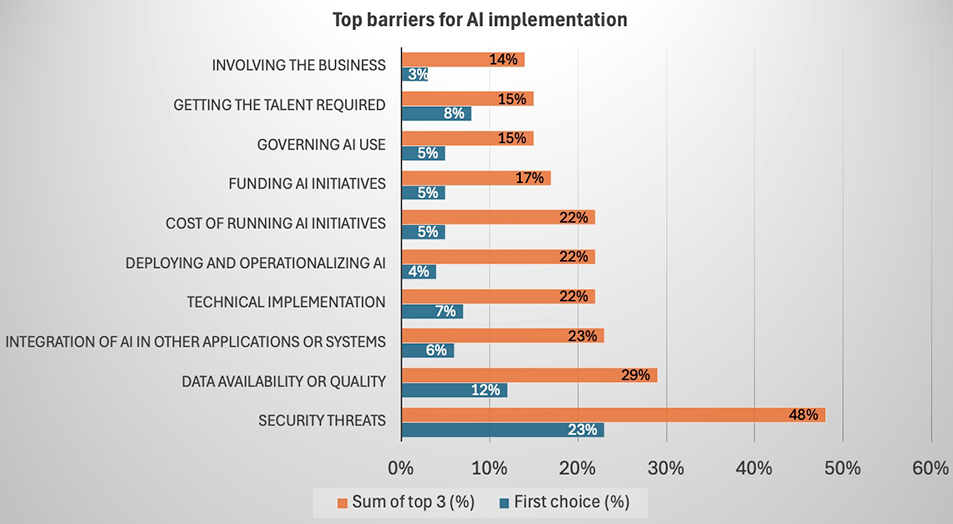 Top barriers for AI implementation
INVOLVING THE BUSINESS 14%
3%
GETTING THE TALENT REQUIRED 15%
8%
GOVERNING AI USE 15%
5%
FUNDING AI INITIATIVES 17%
5%
COST OF RUNNING AI INITIATIVES 22%
5%
DEPLOYING AND OPERATIONALIZING AI 22%
4%
TECHNICAL IMPLEMENTATION 22%
7%
INTEGRATION OF AI IN OTHER APPLICATIONS OR SYSTEMS 23%
6%
DATA AVAILABILITY OR QUALITY 29%
12%
SECURITY THREATS 48%
23%
0% 10% 20% 30% 40% 50% 60%
Sum of top 3 (%) First choice (%)